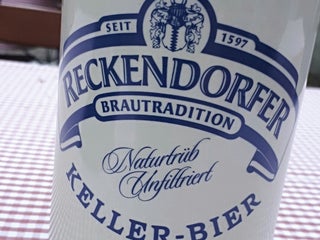 SEIT 1597
RECKENDORFER
BRAUTRADITION
Naturtrüb
Unfiltriert
KELLER-BIER